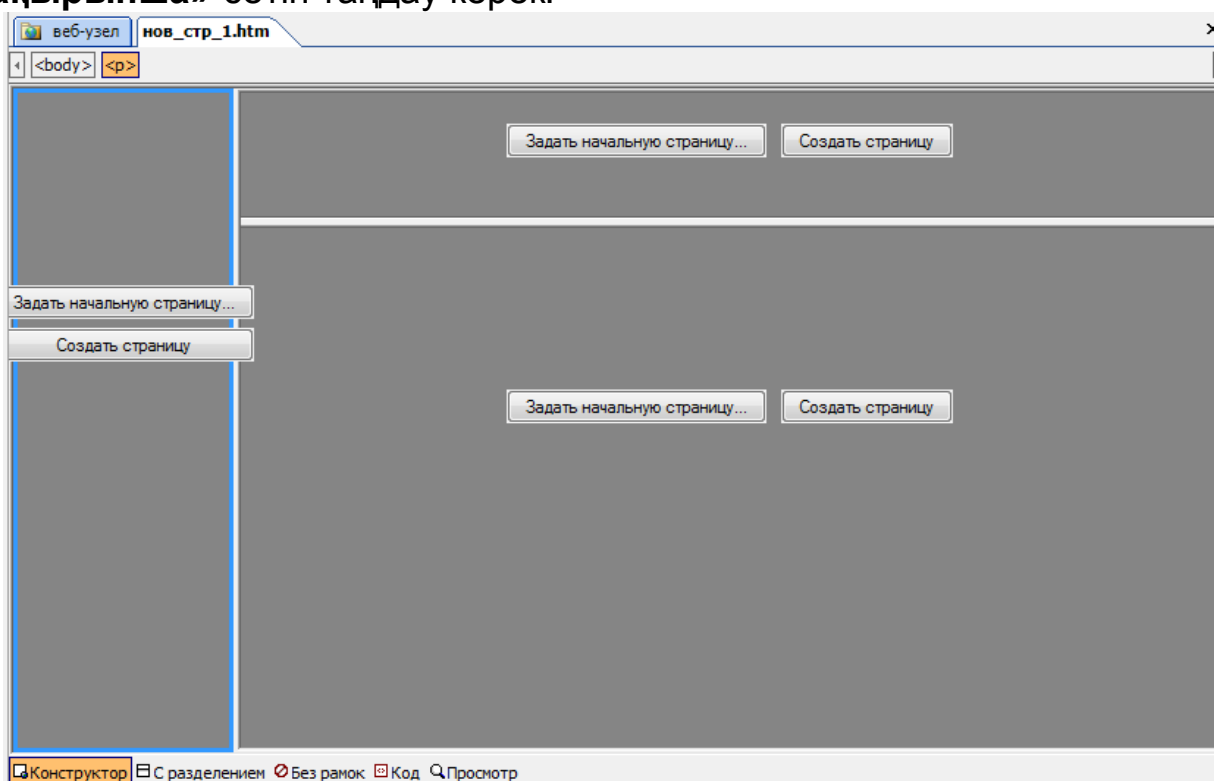 веб-узел нов_стр_1.htm
<body> <p>
Задать начальную страницу... Создать страницу
Задать начальную страницу...
Создать страницу
Задать начальную страницу... Создать страницу
Конструктор С разделением Без рамок Код Просмотр